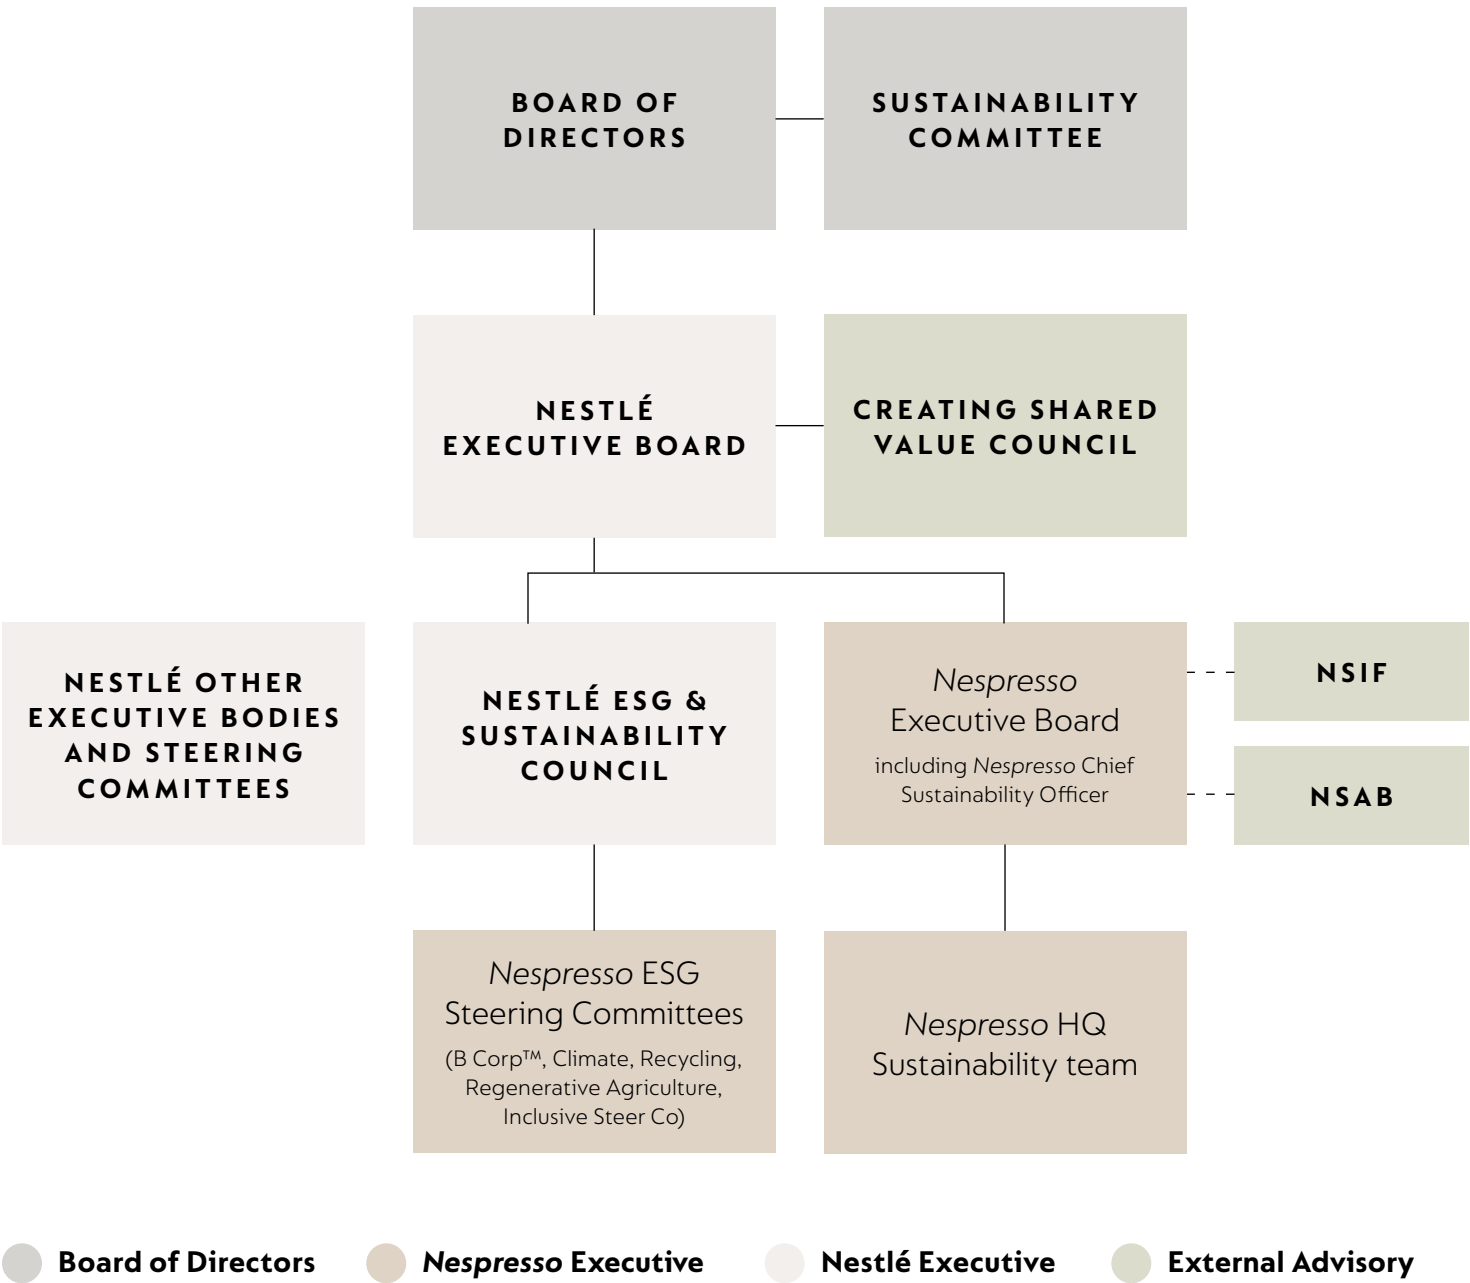 BOARD OF
DIRECTORS
SUSTAINABILITY
COMMITTEE
NESTLÉ
EXECUTIVE BOARD
CREATING SHARED
VALUE COUNCIL
NESTLÉ OTHER
EXECUTIVE BODIES
AND STEERING
COMMITTEES
NESTLÉ ESG &
SUSTAINABILITY
COUNCIL
Nespresso
Executive Board
including Nespresso Chief
Sustainability Officer
NSIF
NSAB
Nespresso ESG
Steering Committees
(B Corp™, Climate, Recycling,
Regenerative Agriculture,
Inclusive Steer Co)
Nespresso HQ
Sustainability team
Board of Directors
Nespresso Executive
Nestlé Executive
External Advisory